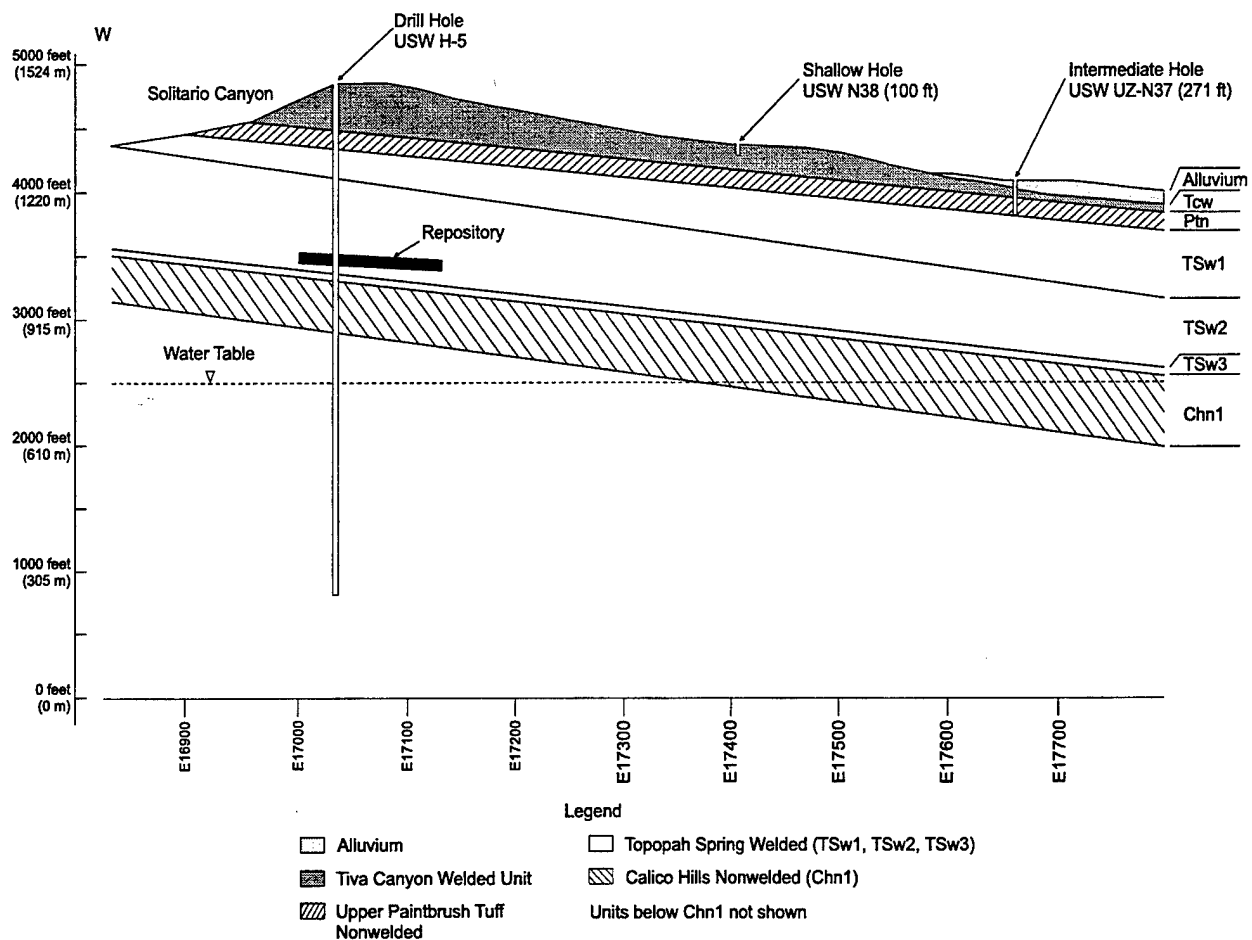 W
Drill Hole
USW H-5
5000 feet
(1524 m)
Solitario Canyon
Shallow Hole
USW N38 (100 ft)
Intermediate Hole
USW UZ-N37 (271 ft)
4000 feet
(1220 m)
Alluvium
Tcw
Ptn
Repository
TSw1
3000 feet
(915 m)
TSw2
Water Table
TSw3
Chn1
2000 feet
(610 m)
1000 feet
(305 m)
0 feet
(0 m)
E16900
E17000
E17100
E17200
E17300
E17400
E17500
E17600
E17700
Legend
Alluvium
Tiva Canyon Welded Unit
Upper Paintbrush Tuff
Nonwelded
Topopah Spring Welded (TSw1, TSw2, TSw3)
Calico Hills Nonwelded (Chn1)
Units below Chn1 not shown